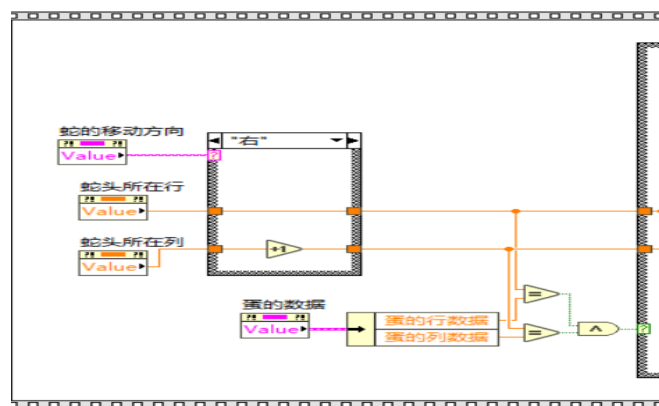 蛇的移动方向
Value
"右"
?
蛇头所在行
Value
蛇头所在列
Value
+1
蛋的数据
Value
蛋的行数据
蛋的列数据
=
=
∧
?